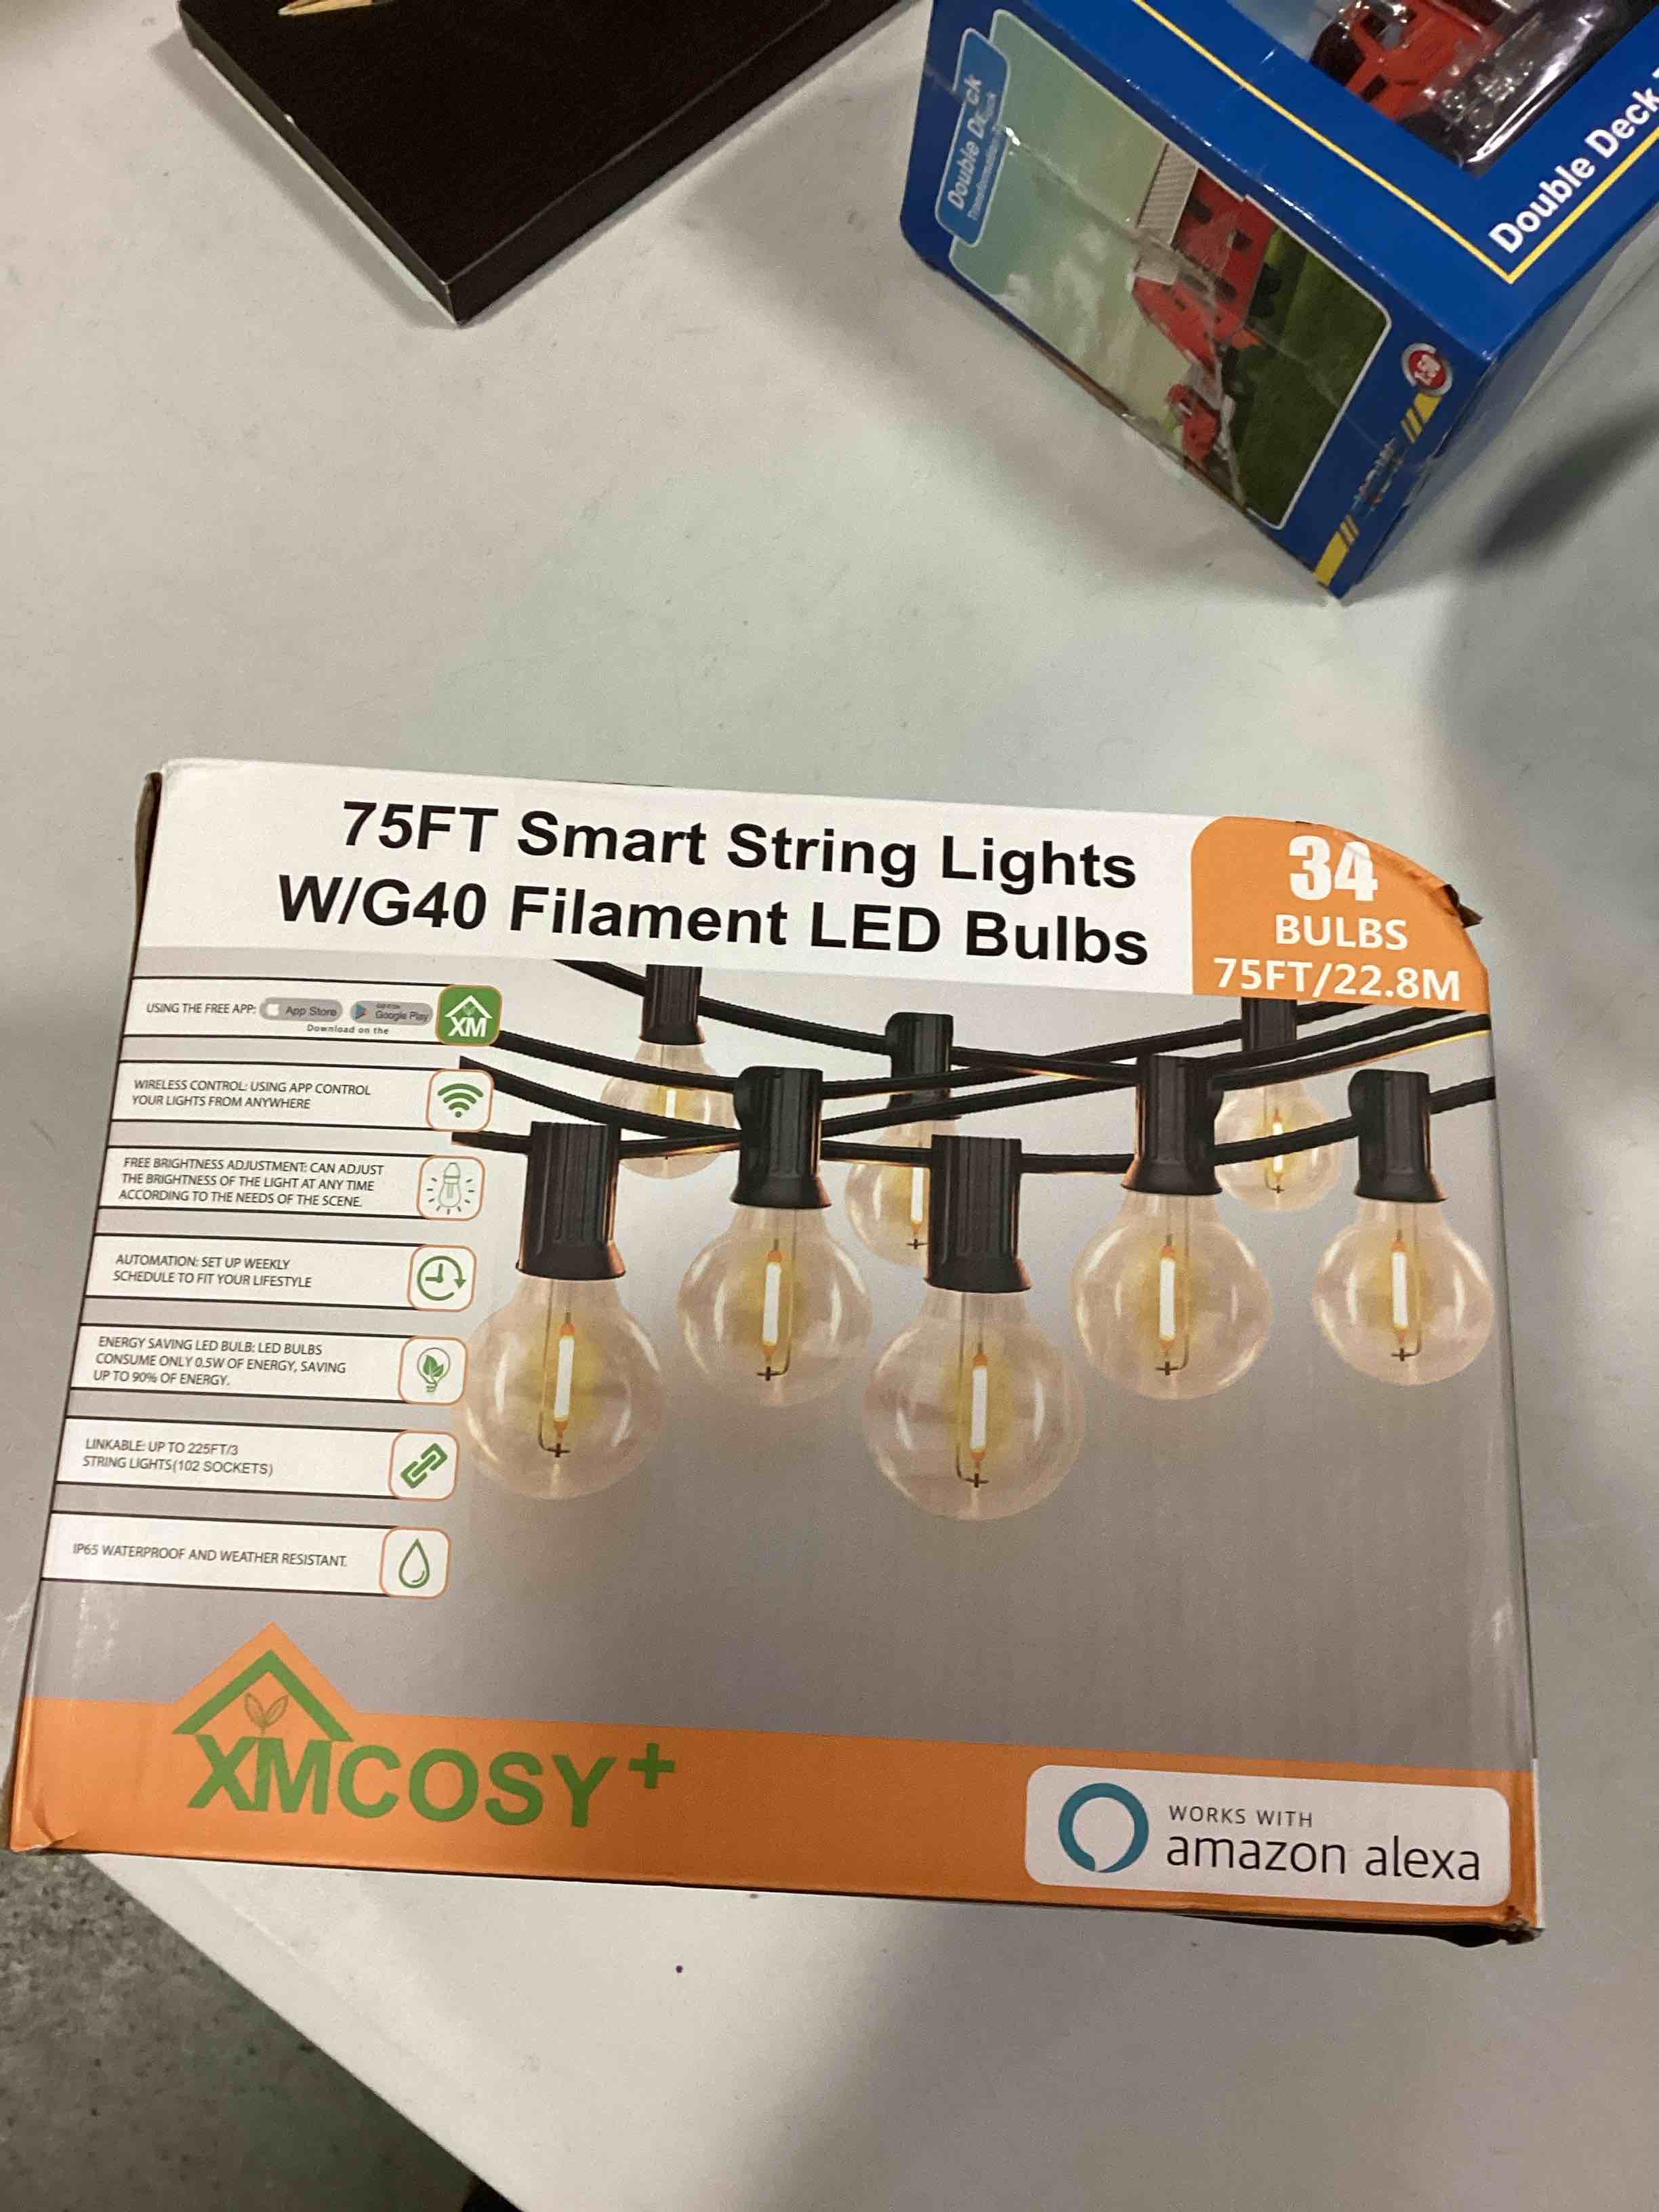 Double Deck
75FT Smart String Lights
W/G40 Filament LED Bulbs
34
BULBS
75FT/22.8M
USING THE FREE APP:
App Store
Google Play
Download on the
XM
WIRELESS CONTROL: USING APP CONTROL
YOUR LIGHTS FROM ANYWHERE
FREE BRIGHTNESS ADJUSTMENT: CAN ADJUST
THE BRIGHTNESS OF THE LIGHT AT ANY TIME
ACCORDING TO THE NEEDS OF THE SCENE.
AUTOMATION: SET UP WEEKLY
SCHEDULE TO FIT YOUR LIFESTYLE
ENERGY SAVING LED BULB: LED BULBS
CONSUME ONLY 0.5W OF ENERGY, SAVING
UP TO 90% OF ENERGY.
LINKABLE: UP TO 225FT/3
STRING LIGHTS(102 SOCKETS)
IP65 WATERPROOF AND WEATHER RESISTANT.
XMCOSY+
WORKS WITH
amazon alexa